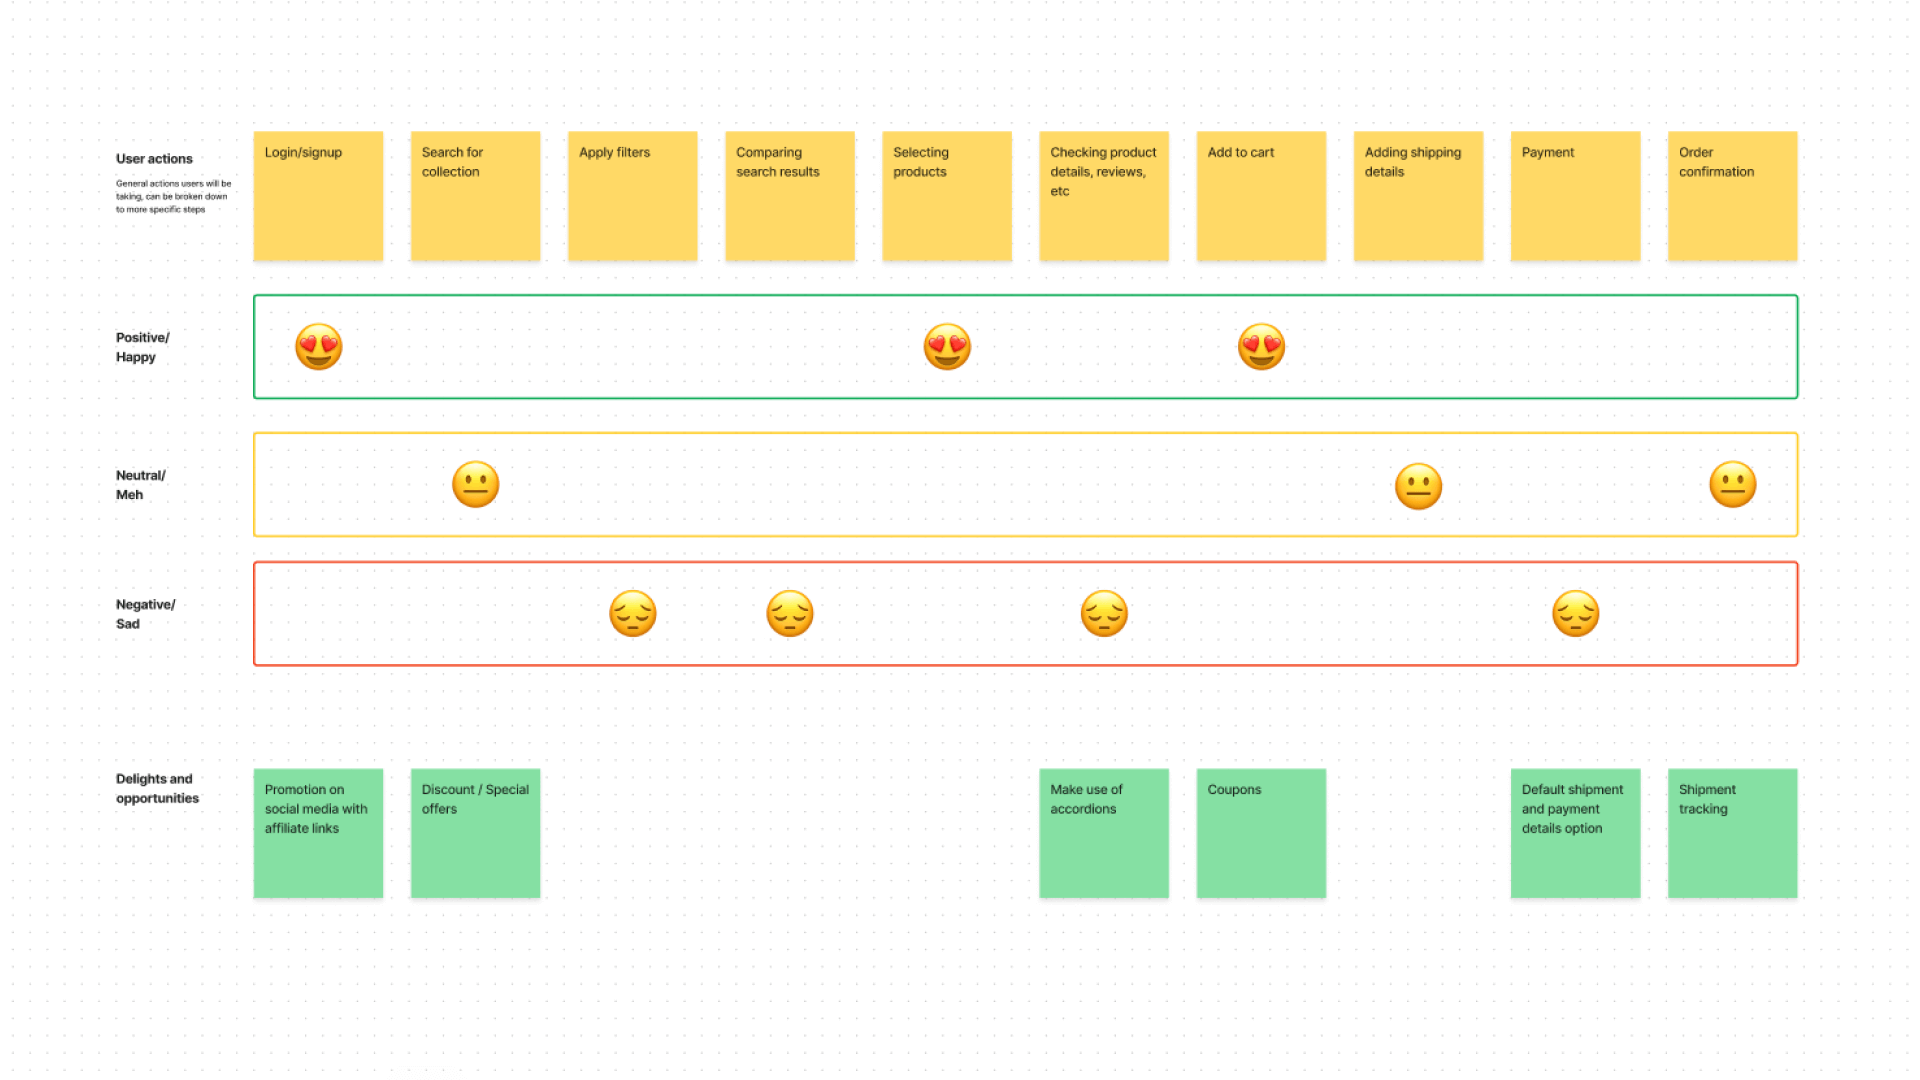 User actions
General actions users will be
taking, can be broken down
to more specific steps
Login/signup
Search for
collection
Apply filters
Comparing
search results
Selecting
products
Checking product
details, reviews,
etc
Add to cart
Adding shipping
details
Payment
Order
confirmation
Positive/
Happy
Neutral/
Meh
Negative/
Sad
Delights and
opportunities
Promotion on
social media with
affiliate links
Discount / Special
offers
Make use of
accordions
Coupons
Default shipment
and payment
details option
Shipment
tracking